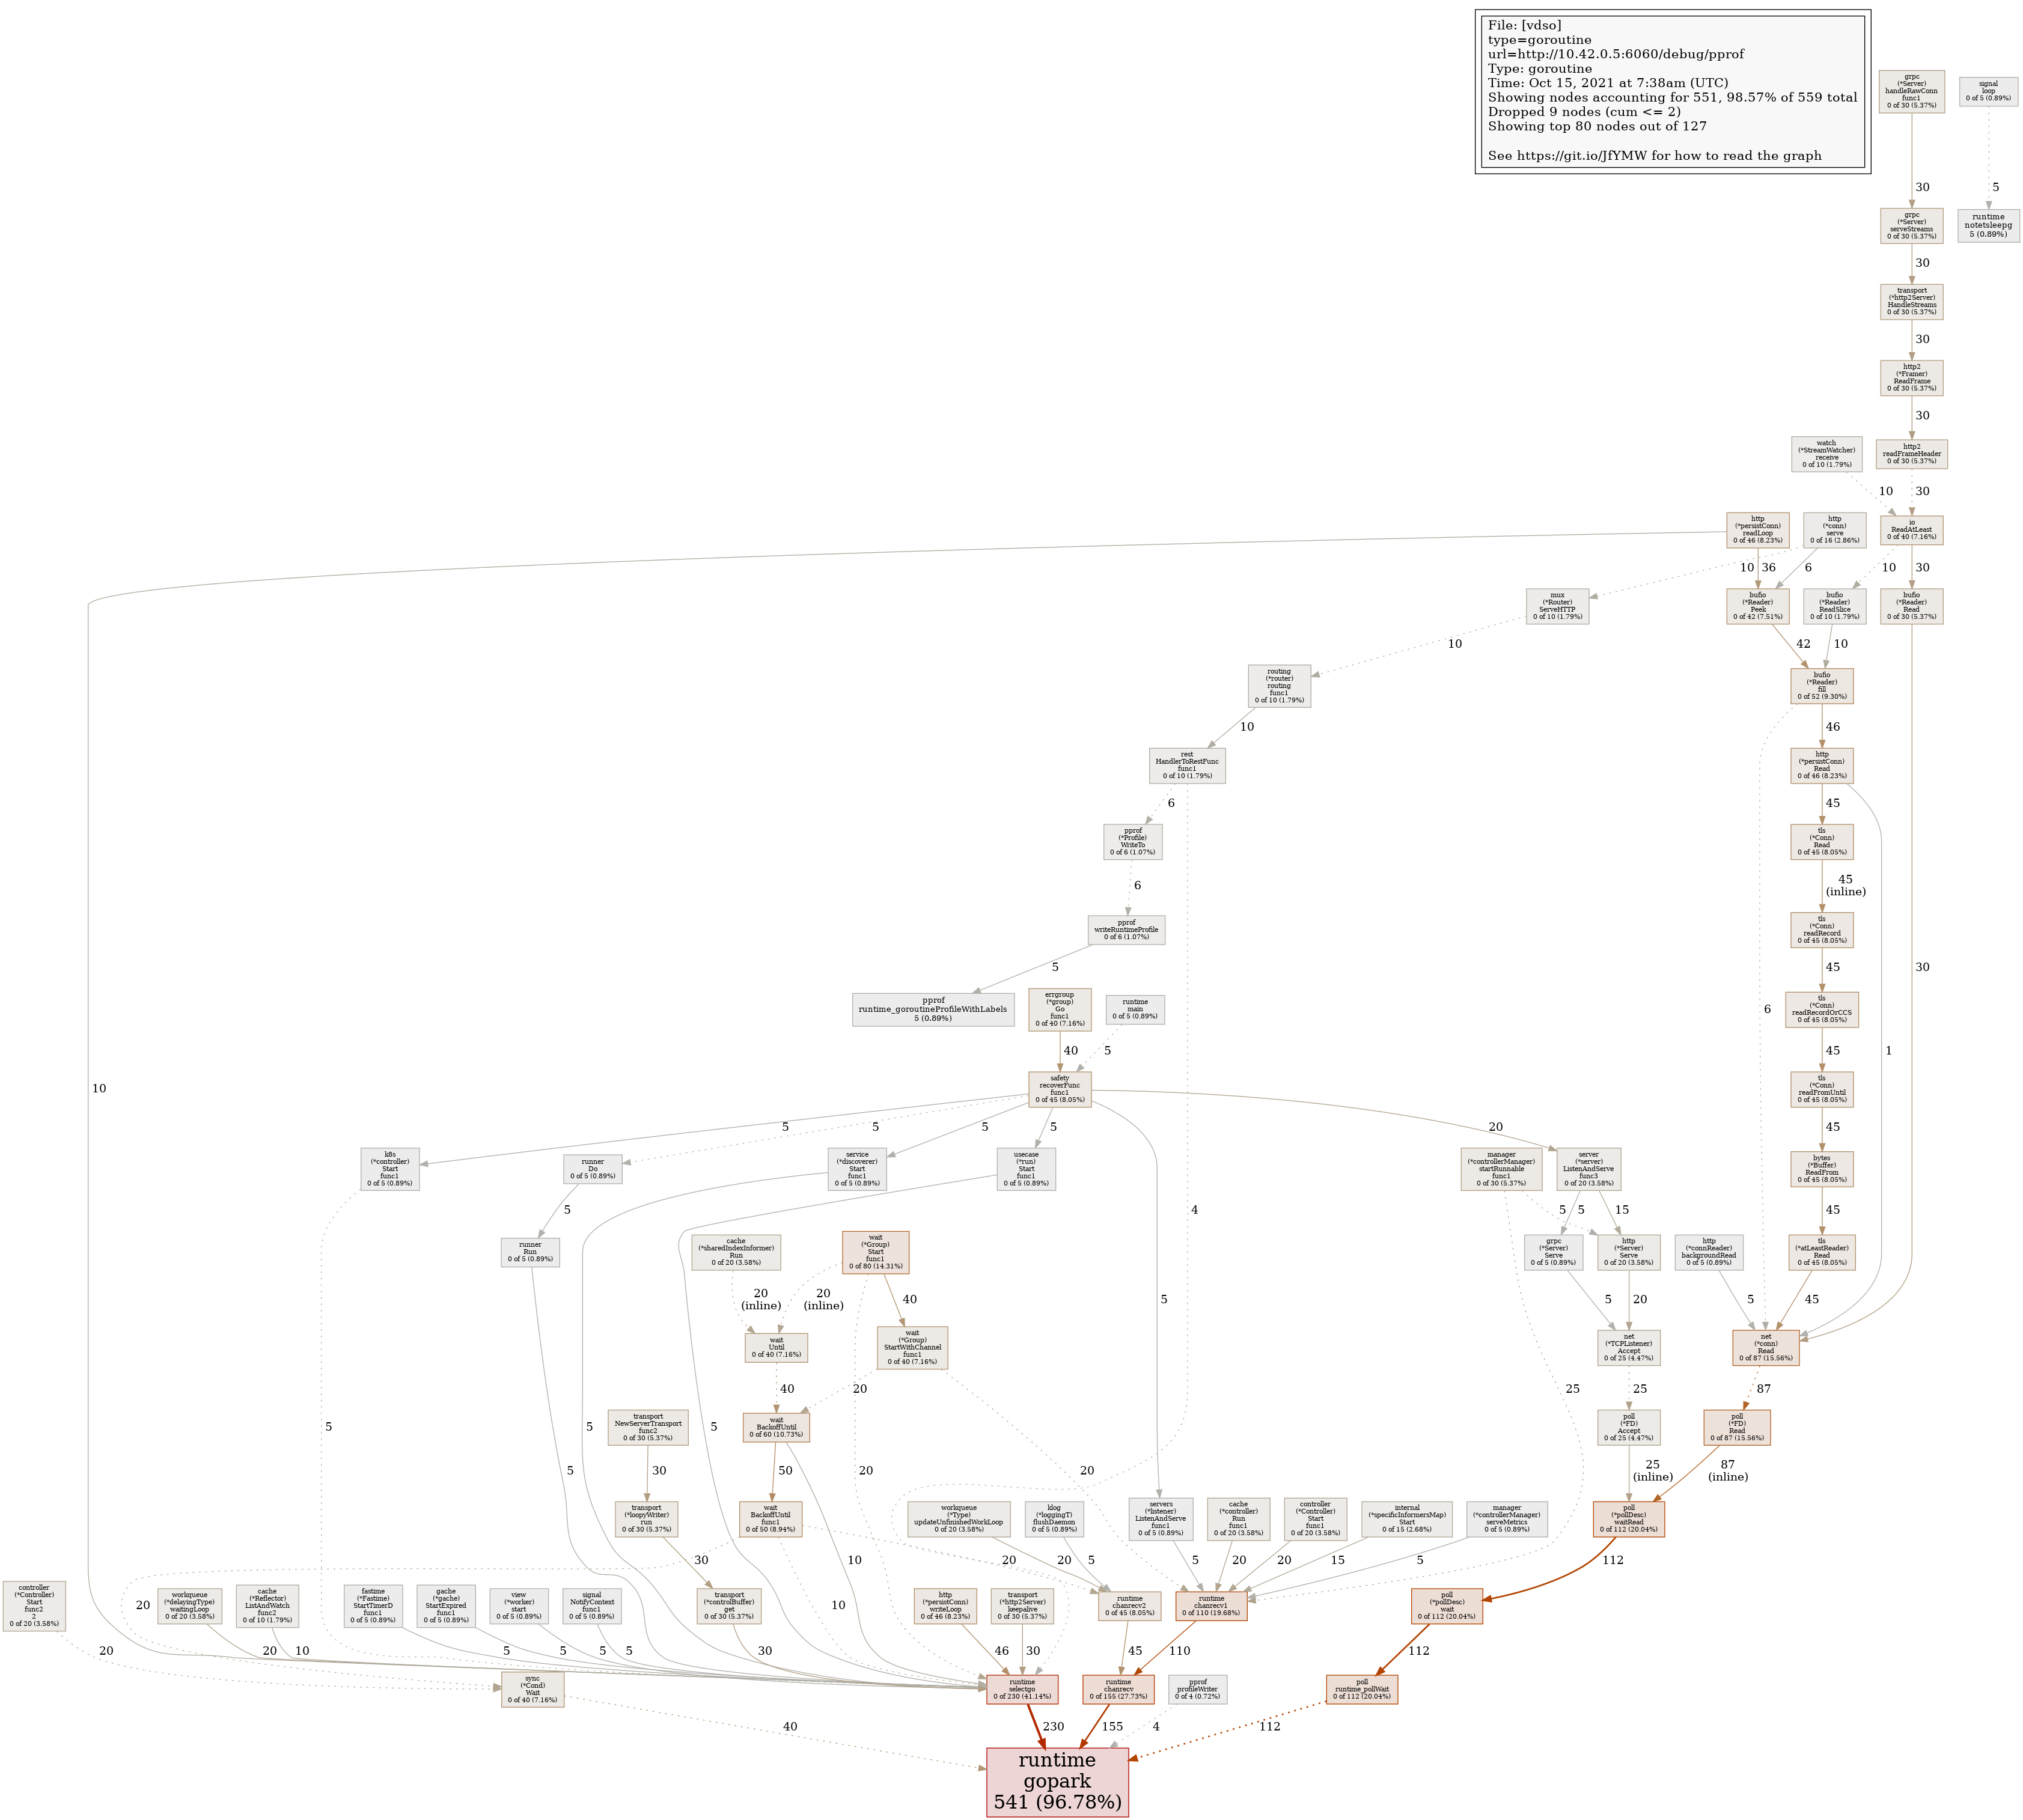 File: [vdso]
type=goroutine
url=http://10.42.0.5:6060/debug/pprof
Type: goroutine
Time: Oct 15, 2021 at 7:38am (UTC)
Showing nodes accounting for 551, 98.57% of 559 total
Dropped 9 nodes (cum <= 2)
Showing top 80 nodes out of 127
See https://git.io/JfYMW for how to read the graph
grpc
(*Server)
handleRawConn
func1
0 of 30 (5.37%)
signal
loop
0 of 5 (0.89%)
30
5
grpc
(*Server)
serveStreams
0 of 30 (5.37%)
runtime
notetsleepg
5 (0.89%)
30
transport
(*http2Server)
HandleStreams
0 of 30 (5.37%)
30
http2
(*Framer)
ReadFrame
0 of 30 (5.37%)
30
watch
(*StreamWatcher)
receive
0 of 10 (1.79%)
http2
readFrameHeader
0 of 30 (5.37%)
10
30
http
(*persistConn)
readLoop
0 of 46 (8.23%)
http
(*conn)
serve
0 of 16 (2.86%)
io
ReadAtLeast
0 of 40 (7.16%)
10
36
6
10
30
mux
(*Router)
ServeHTTP
0 of 10 (1.79%)
bufio
(*Reader)
Peek
0 of 42 (7.51%)
bufio
(*Reader)
ReadSlice
0 of 10 (1.79%)
bufio
(*Reader)
Read
0 of 30 (5.37%)
10
42
10
routing
(*router)
routing
func1
0 of 10 (1.79%)
bufio
(*Reader)
fill
0 of 52 (9.30%)
10
46
rest
HandlerToRestFunc
func1
0 of 10 (1.79%)
http
(*persistConn)
Read
0 of 46 (8.23%)
6
45
pprof
(*Profile)
WriteTo
0 of 6 (1.07%)
tls
(*Conn)
Read
0 of 45 (8.05%)
6
45
(inline)
pprof
writeRuntimeProfile
0 of 6 (1.07%)
tls
(*Conn)
readRecord
0 of 45 (8.05%)
5
45
30
pprof
runtime_goroutineProfileWithLabels
5 (0.89%)
errgroup
(*group)
Go
func1
0 of 40 (7.16%)
runtime
main
0 of 5 (0.89%)
6
tls
(*Conn)
readRecordOrCCS
0 of 45 (8.05%)
40
5
45
1
10
safety
recoverFunc
func1
0 of 45 (8.05%)
tls
(*Conn)
readFromUntil
0 of 45 (8.05%)
5
5
5
5
20
45
k8s
(*controller)
Start
func1
0 of 5 (0.89%)
runner
Do
0 of 5 (0.89%)
service
(*discoverer)
Start
func1
0 of 5 (0.89%)
usecase
(*run)
Start
func1
0 of 5 (0.89%)
manager
(*controllerManager)
startRunnable
func1
0 of 30 (5.37%)
server
(*server)
ListenAndServe
func3
0 of 20 (3.58%)
bytes
(*Buffer)
ReadFrom
0 of 45 (8.05%)
5
4
5
5
15
45
runner
Run
0 of 5 (0.89%)
cache
(*sharedIndexInformer)
Run
0 of 20 (3.58%)
wait
(*Group)
Start
func1
0 of 80 (14.31%)
grpc
(*Server)
Serve
0 of 5 (0.89%)
http
(*Server)
Serve
0 of 20 (3.58%)
http
(*connReader)
backgroundRead
0 of 5 (0.89%)
tls
(*atLeastReader)
Read
0 of 45 (8.05%)
20
(inline)
20
(inline)
40
5
5
20
5
45
wait
Until
0 of 40 (7.16%)
wait
(*Group)
StartWithChannel
func1
0 of 40 (7.16%)
net
(*TCPListener)
Accept
0 of 25 (4.47%)
net
(*conn)
Read
0 of 87 (15.56%)
40
20
25
25
87
transport
NewServerTransport
func2
0 of 30 (5.37%)
wait
BackoffUntil
0 of 60 (10.73%)
poll
(*FD)
Accept
0 of 25 (4.47%)
poll
(*FD)
Read
0 of 87 (15.56%)
5
5
5
5
30
50
20
20
25
(inline)
87
(inline)
transport
(*loopyWriter)
run
0 of 30 (5.37%)
wait
BackoffUntil
func1
0 of 50 (8.94%)
workqueue
(*Type)
updateUnfinishedWorkLoop
0 of 20 (3.58%)
klog
(*loggingT)
flushDaemon
0 of 5 (0.89%)
servers
(*listener)
ListenAndServe
func1
0 of 5 (0.89%)
cache
(*controller)
Run
func1
0 of 20 (3.58%)
controller
(*Controller)
Start
func1
0 of 20 (3.58%)
internal
(*specificInformersMap)
Start
0 of 15 (2.68%)
manager
(*controllerManager)
serveMetrics
0 of 5 (0.89%)
poll
(*pollDesc)
waitRead
0 of 112 (20.04%)
30
10
20
5
5
20
20
15
5
112
controller
(*Controller)
Start
func2
2
0 of 20 (3.58%)
workqueue
(*delayingType)
waitingLoop
0 of 20 (3.58%)
cache
(*Reflector)
ListAndWatch
func2
0 of 10 (1.79%)
fastime
(*Fastime)
StartTimerD
func1
0 of 5 (0.89%)
gache
(*gache)
StartExpired
func1
0 of 5 (0.89%)
view
(*worker)
start
0 of 5 (0.89%)
signal
NotifyContext
func1
0 of 5 (0.89%)
transport
(*controlBuffer)
get
0 of 30 (5.37%)
http
(*persistConn)
writeLoop
0 of 46 (8.23%)
transport
(*http2Server)
keepalive
0 of 30 (5.37%)
runtime
chanrecv2
0 of 45 (8.05%)
runtime
chanrecv1
0 of 110 (19.68%)
poll
(*pollDesc)
wait
0 of 112 (20.04%)
20
20
20
10
5
5
5
5
30
10
46
30
45
110
112
sync
(*Cond)
Wait
0 of 40 (7.16%)
runtime
selectgo
0 of 230 (41.14%)
runtime
chanrecv
0 of 155 (27.73%)
pprof
profileWriter
0 of 4 (0.72%)
poll
runtime_pollWait
0 of 112 (20.04%)
40
230
155
4
112
runtime
gopark
541 (96.78%)